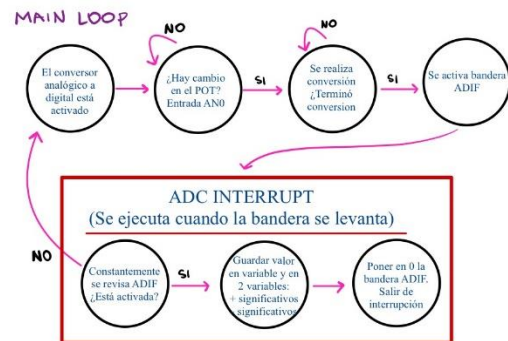 MAIN LOOP
NO
NO
El conversor
analógico a
digital está
activado
¿Hay cambio
en el POT?
Entrada AN0
SI
Se realiza
conversión
¿Terminó
conversion
SI
Se activa bandera
ADIF
ADC INTERRUPT
(Se ejecuta cuando la bandera se levanta)
NO
Constantemente
se revisa ADIF
¿Está activada?
SI
Guardar valor
en variable y en
2 variables:
+ significativos
significativos
Poner en 0 la
bandera ADIF.
Salir de
interrupción